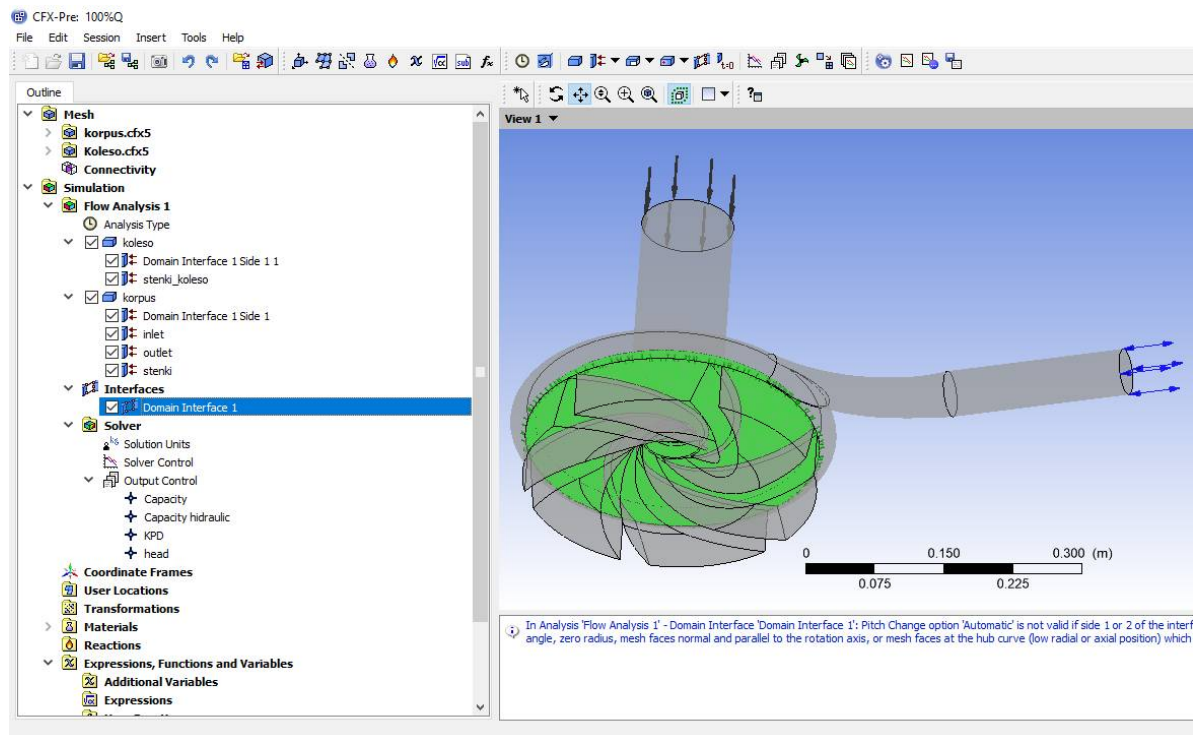 CFX-Pre: 100%Q
File Edit Session Insert Tools Help
Outline
Mesh
korpus.cfx5
Koleso.cfx5
Connectivity
Simulation
Flow Analysis 1
Analysis Type
koleso
Domain Interface 1 Side 1 1
stenki_koleso
korpus
Domain Interface 1 Side 1
inlet
outlet
stenki
Interfaces
Domain Interface 1
Solver
Solution Units
Solver Control
Output Control
Capacity
Capacity hidraulic
KPD
head
Coordinate Frames
User Locations
Transformations
Materials
Reactions
Expressions, Functions and Variables
Additional Variables
Expressions
View 1
0 0.150 0.300 (m)
0.075 0.225
In Analysis 'Flow Analysis 1' - Domain Interface 'Domain Interface 1': Pitch Change option 'Automatic' is not valid if side 1 or 2 of the interf
angle, zero radius, mesh faces normal and parallel to the rotation axis, or mesh faces at the hub curve (low radial or axial position) which